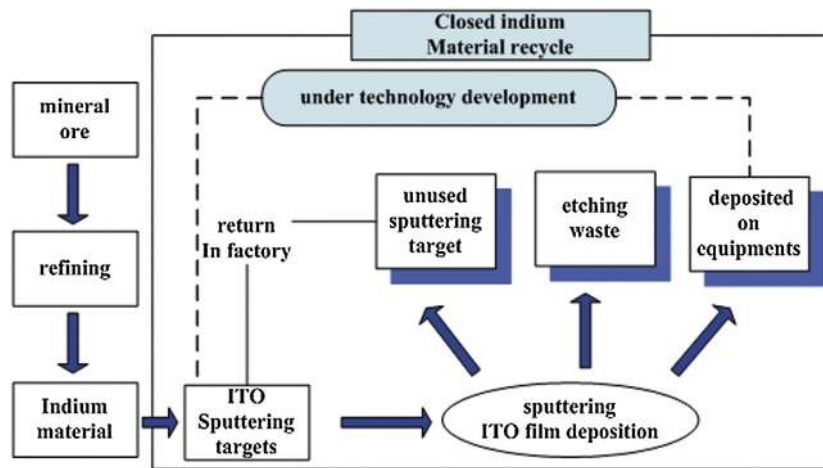 Closed indium
Material recycle
under technology development
mineral
ore
refining
Indium
material
return
In factory
unused
sputtering
target
etching
waste
deposited
on
equipments
ITO
Sputtering
targets
sputtering
ITO film deposition